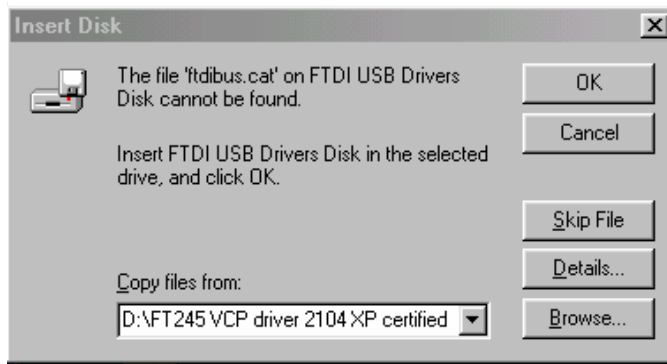 Insert Disk
The file 'ftdibus.cat' on FTDI USB Drivers
Disk cannot be found.
Insert FTDI USB Drivers Disk in the selected
drive, and click OK.
Copy files from:
D:\FT245 VCP driver 2104 XP certified
OK
Cancel
Skip File
Details...
Browse...